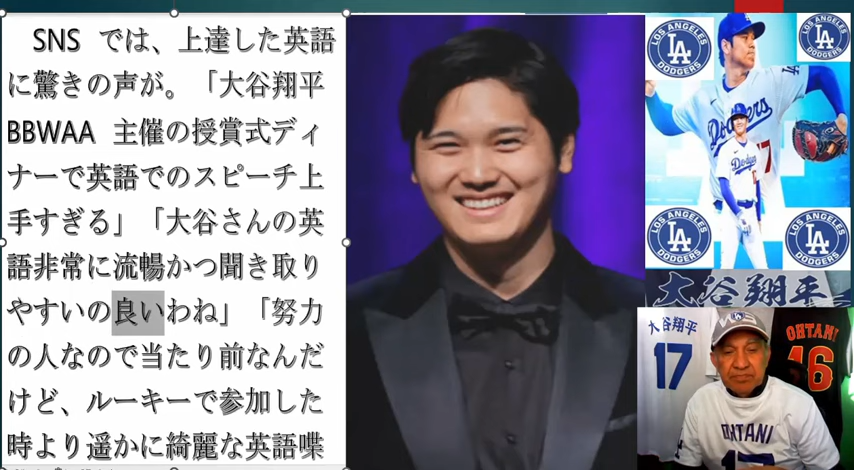 SNS では、上達した英語
に驚きの声が。「大谷翔平
BBWAA 主催の授賞式ディ
ナーで英語でのスピーチ上
手すぎる」「大谷さんの英
語非常に流暢かつ聞き取り
やすいの良いわね」「努力
の人なので当たり前なんだ
けど、ルーキーで参加した
時より遥かに綺麗な英語喋
LOS ANGELES
LA
DODGERS
LOS ANGELES
LA
DODGERS
Dodgers
17
Dodgers
LOS ANGELES
LA
DODGERS
LOS ANGELES
LA
DODGERS
大谷翔平
大谷翔平
17
OHTANI
16
LA
OHTANI